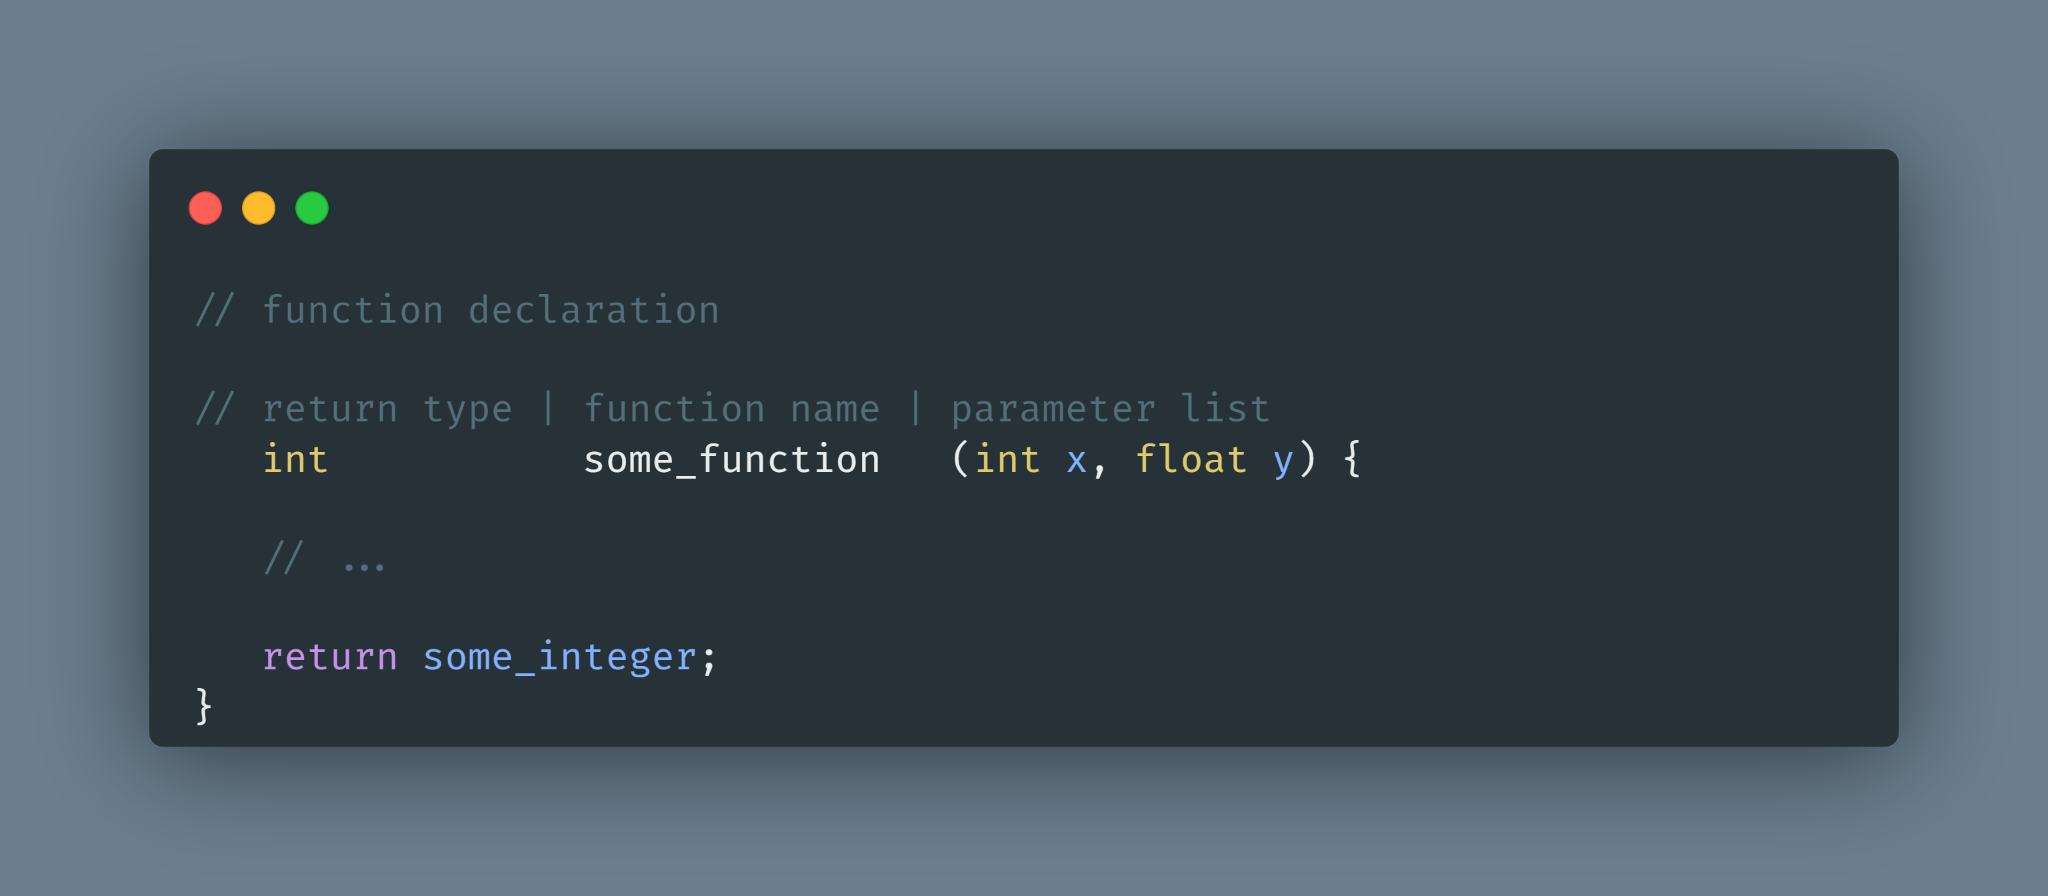 // function declaration
// return type | function name | parameter list
int some_function (int x, float y) {
// ...
return some_integer;
}